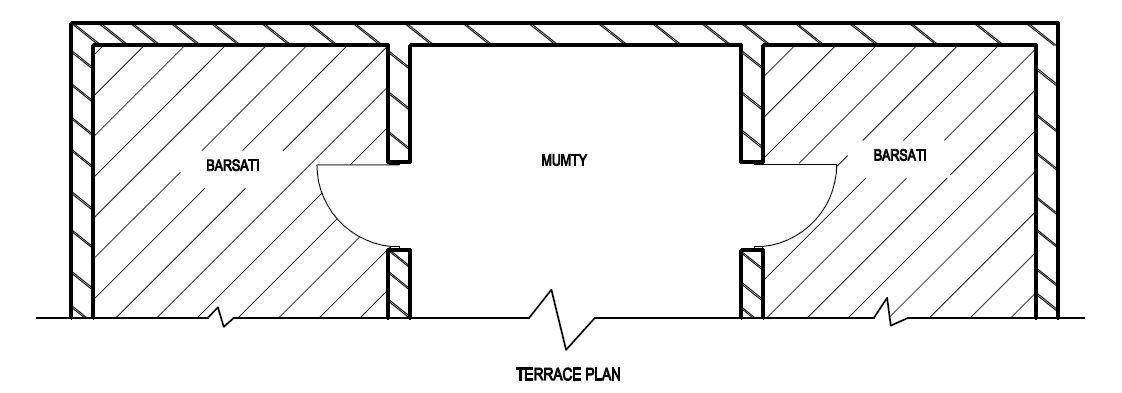 BARSATI
MUMTY
BARSATI
TERRACE PLAN